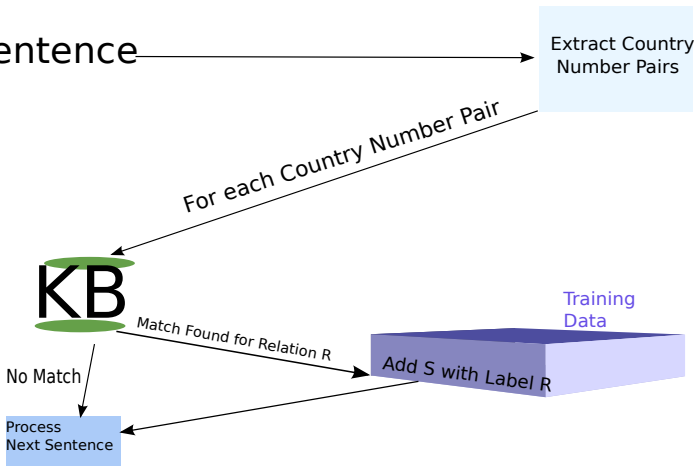 entence
Extract Country
Number Pairs
For each Country Number Pair
KB
Match Found for Relation R
Training
Data
Add S with Label R
No Match
Process
Next Sentence